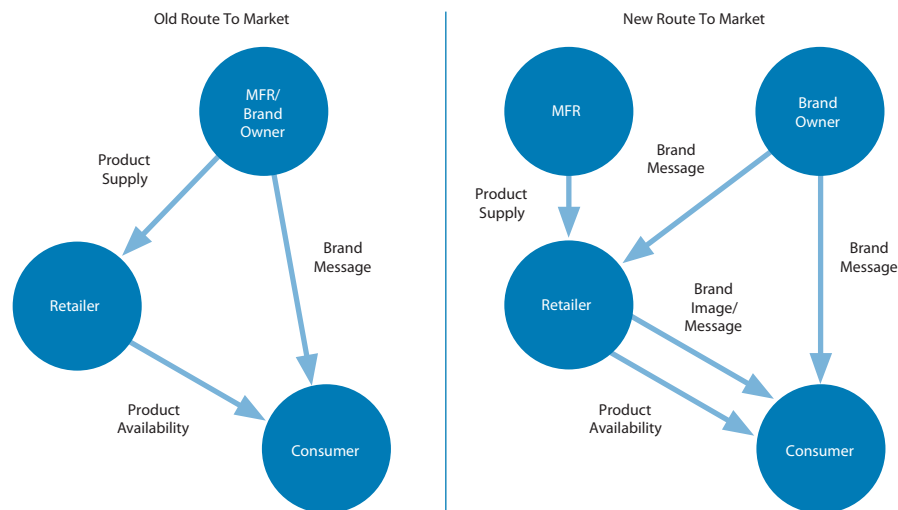 Old Route To Market
MFR/
Brand
Owner
Product
Supply
Brand
Message
Retailer
Product
Availability
Consumer
New Route To Market
MFR
Brand
Owner
Brand
Message
Product
Supply
Brand
Message
Retailer
Brand
Image/
Message
Product
Availability
Consumer